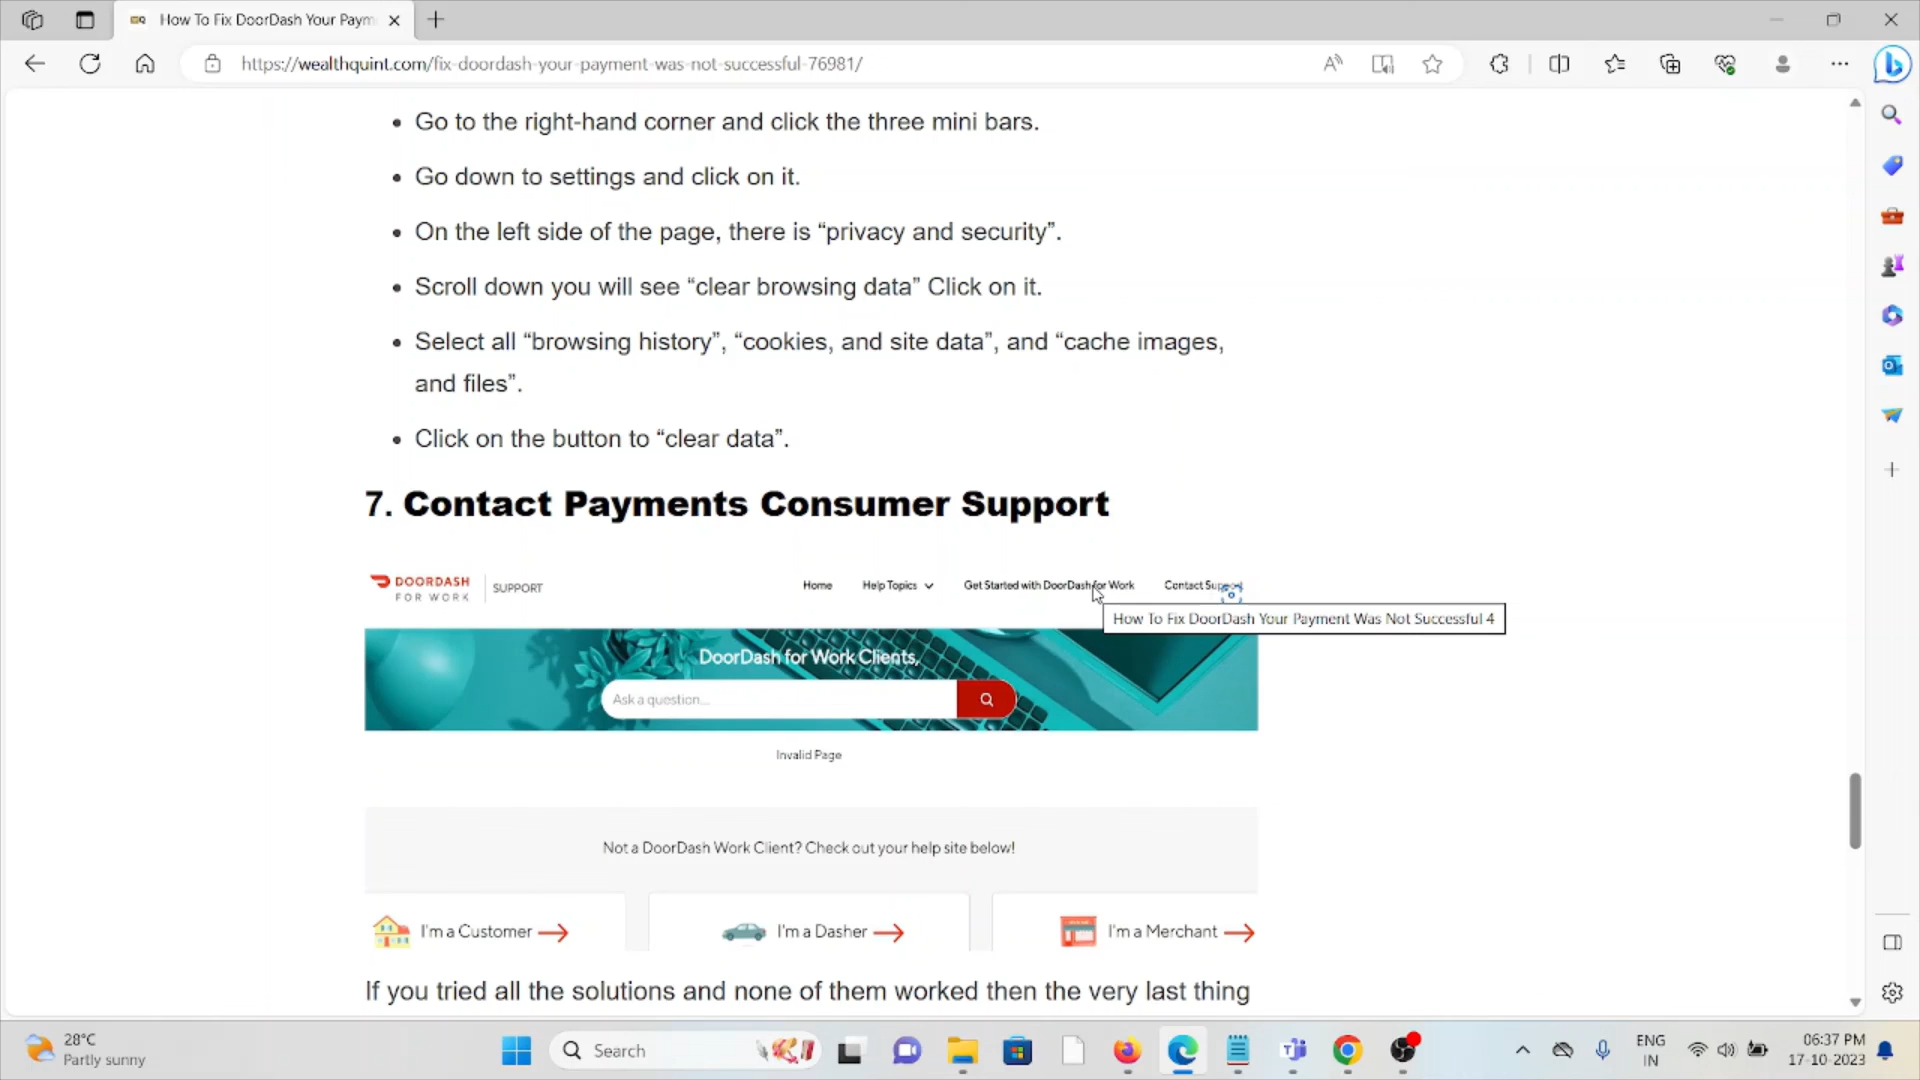 How To Fix DoorDash Your Paym
https://wealthquint.com/fix-doordash-your-payment-was-not-successful-76981/
• Go to the right-hand corner and click the three mini bars.
• Go down to settings and click on it.
• On the left side of the page, there is “privacy and security”.
• Scroll down you will see “clear browsing data” Click on it.
• Select all “browsing history”, “cookies, and site data”, and “cache images,
and files”.
• Click on the button to “clear data”.
7. Contact Payments Consumer Support
DOORDASH
FOR WORK
SUPPORT
Home Help Topics Get Started with DoorDash for Work Contact Support
How To Fix DoorDash Your Payment Was Not Successful 4
DoorDash for Work Clients,
Ask a question...
Invalid Page
Not a DoorDash Work Client? Check out your help site below!
I'm a Customer I'm a Dasher I'm a Merchant
If you tried all the solutions and none of them worked then the very last thing
28°C
Partly sunny
Search
ENG
IN
06:37 PM
17-10-2023